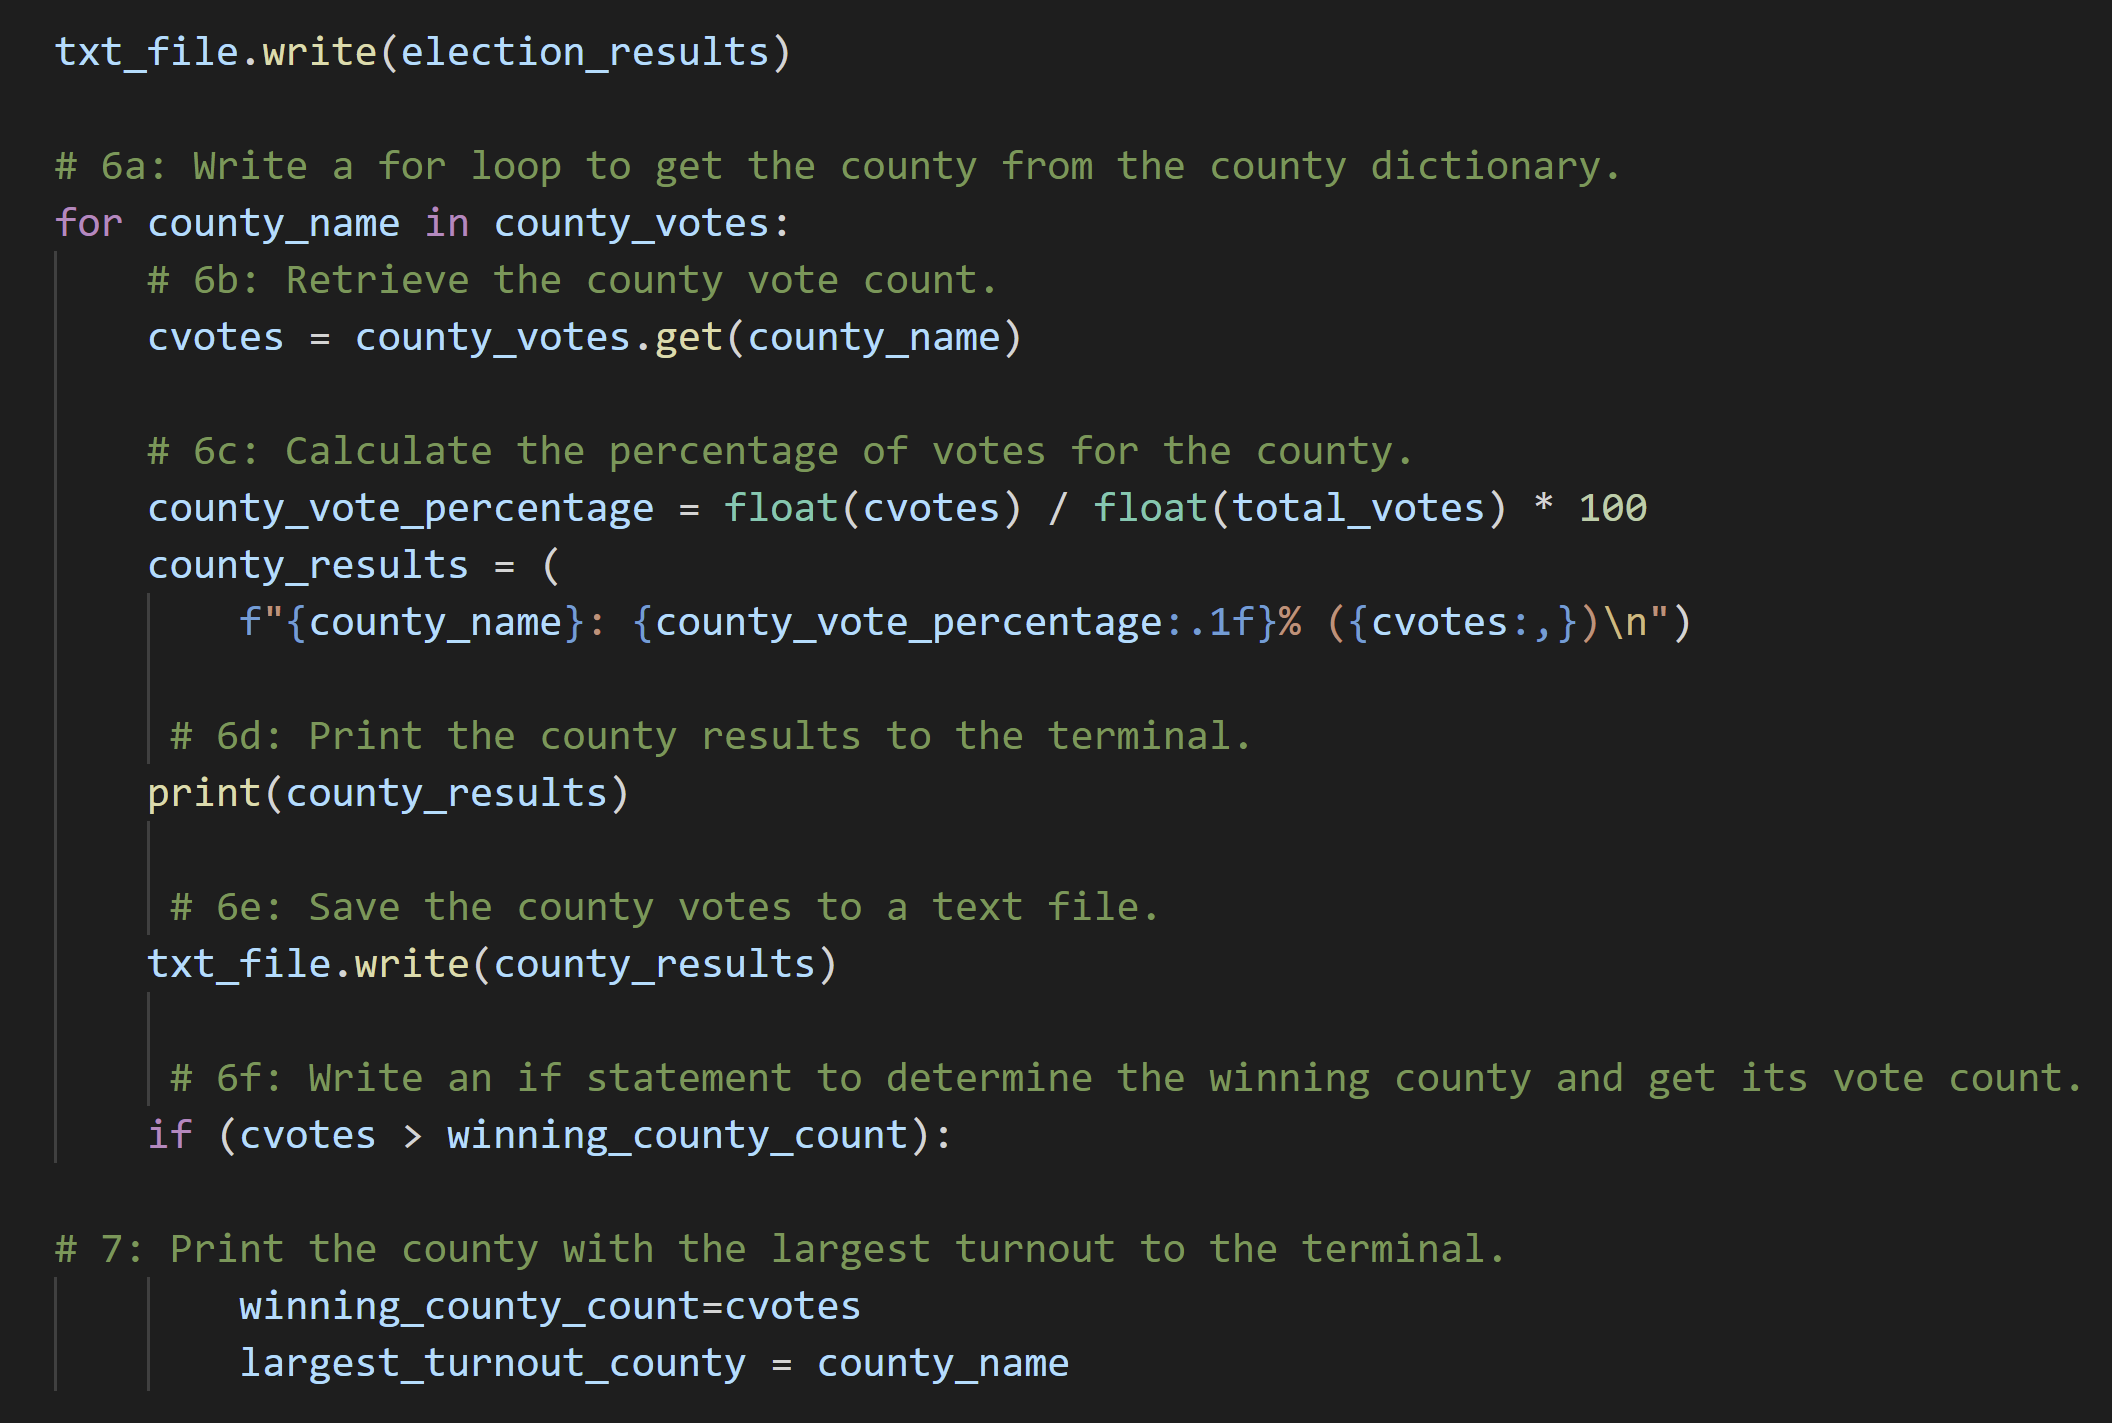 txt_file.write(election_results)
# 6a: Write a for loop to get the county from the county dictionary.
for county_name in county_votes:
# 6b: Retrieve the county vote count.
cvotes = county_votes.get(county_name)
# 6c: Calculate the percentage of votes for the county.
county_vote_percentage = float(cvotes) / float(total_votes) * 100
county_results = (
f"{county_name}: {county_vote_percentage:.1f}% ({cvotes:,})\n")
# 6d: Print the county results to the terminal.
print(county_results)
# 6e: Save the county votes to a text file.
txt_file.write(county_results)
# 6f: Write an if statement to determine the winning county and get its vote count.
if (cvotes > winning_county_count):
# 7: Print the county with the largest turnout to the terminal.
winning_county_count=cvotes
largest_turnout_county = county_name